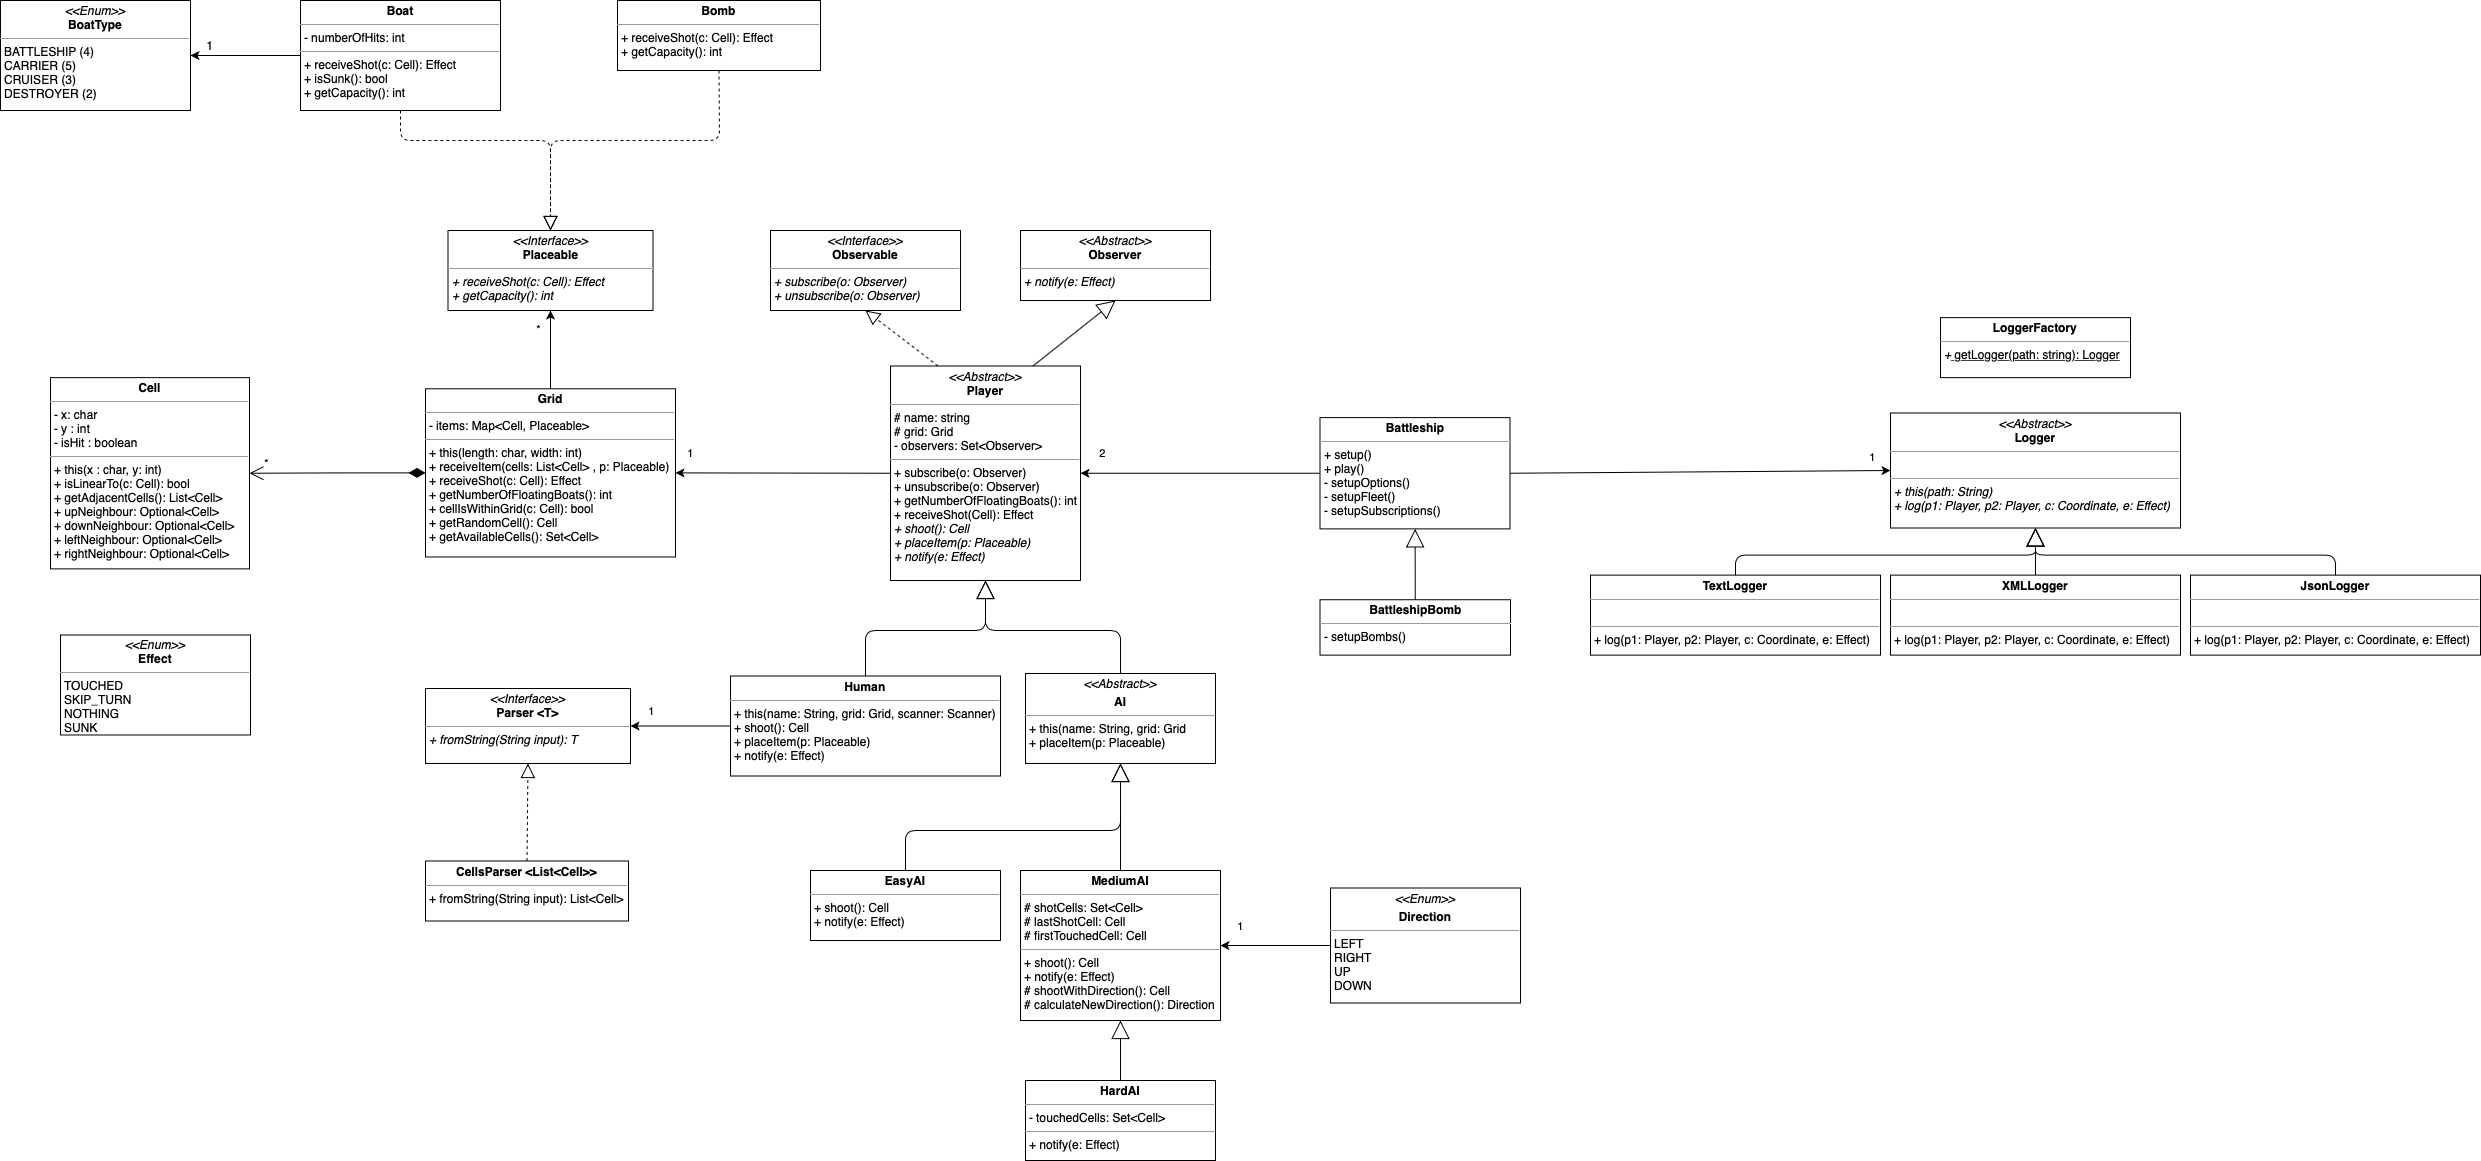 <<Enum>>
BoatType
BATTLESHIP (4)
CARRIER (5)
CRUISER (3)
DESTROYER (2)
1
Boat
- numberOfHits: int
+ receiveShot(c: Cell): Effect
+ isSunk(): bool
+ getCapacity(): int
Bomb
+ receiveShot(c: Cell): Effect
+ getCapacity(): int
<<Interface>>
Placeable
+ receiveShot(c: Cell): Effect
+ getCapacity(): int
*
<<Interface>>
Observable
+ subscribe(o: Observer)
+ unsubscribe(o: Observer)
<<Abstract>>
Observer
+ notify(e: Effect)
LoggerFactory
+ getLogger(path: string): Logger
Cell
- x: char
- y : int
- isHit : boolean
+ this(x : char, y: int)
+ isLinearTo(c: Cell): bool
+ getAdjacentCells(): List<Cell>
+ upNeighbour: Optional<Cell>
+ downNeighbour: Optional<Cell>
+ leftNeighbour: Optional<Cell>
+ rightNeighbour: Optional<Cell>
*
Grid
- items: Map<Cell, Placeable>
+ this(length: char, width: int)
+ receiveItem(cells: List<Cell> , p: Placeable)
+ receiveShot(c: Cell): Effect
+ getNumberOfFloatingBoats(): int
+ cellIsWithinGrid(c: Cell): bool
+ getRandomCell(): Cell
+ getAvailableCells(): Set<Cell>
1
<<Abstract>>
Player
# name: string
# grid: Grid
- observers: Set<Observer>
+ subscribe(o: Observer)
+ unsubscribe(o: Observer)
+ getNumberOfFloatingBoats(): int
+ receiveShot(Cell): Effect
+ shoot(): Cell
+ placeItem(p: Placeable)
+ notify(e: Effect)
2
Battleship
+ setup()
+ play()
- setupOptions()
- setupFleet()
- setupSubscriptions()
1
<<Abstract>>
Logger
+ this(path: String)
+ log(p1: Player, p2: Player, c: Coordinate, e: Effect)
TextLogger
+ log(p1: Player, p2: Player, c: Coordinate, e: Effect)
XMLLogger
+ log(p1: Player, p2: Player, c: Coordinate, e: Effect)
JsonLogger
+ log(p1: Player, p2: Player, c: Coordinate, e: Effect)
BattleshipBomb
- setupBombs()
<<Enum>>
Effect
TOUCHED
SKIP_TURN
NOTHING
SUNK
<<Interface>>
Parser <T>
+ fromString(String input): T
1
Human
+ this(name: String, grid: Grid, scanner: Scanner)
+ shoot(): Cell
+ placeItem(p: Placeable)
+ notify(e: Effect)
<<Abstract>>
AI
+ this(name: String, grid: Grid
+ placeItem(p: Placeable)
CellsParser <List<Cell>>
+ fromString(String input): List<Cell>
EasyAI
+ shoot(): Cell
+ notify(e: Effect)
MediumAI
# shotCells: Set<Cell>
# lastShotCell: Cell
# firstTouchedCell: Cell
+ shoot(): Cell
+ notify(e: Effect)
# shootWithDirection(): Cell
# calculateNewDirection(): Direction
1
<<Enum>>
Direction
LEFT
RIGHT
UP
DOWN
HardAI
- touchedCells: Set<Cell>
+ notify(e: Effect)